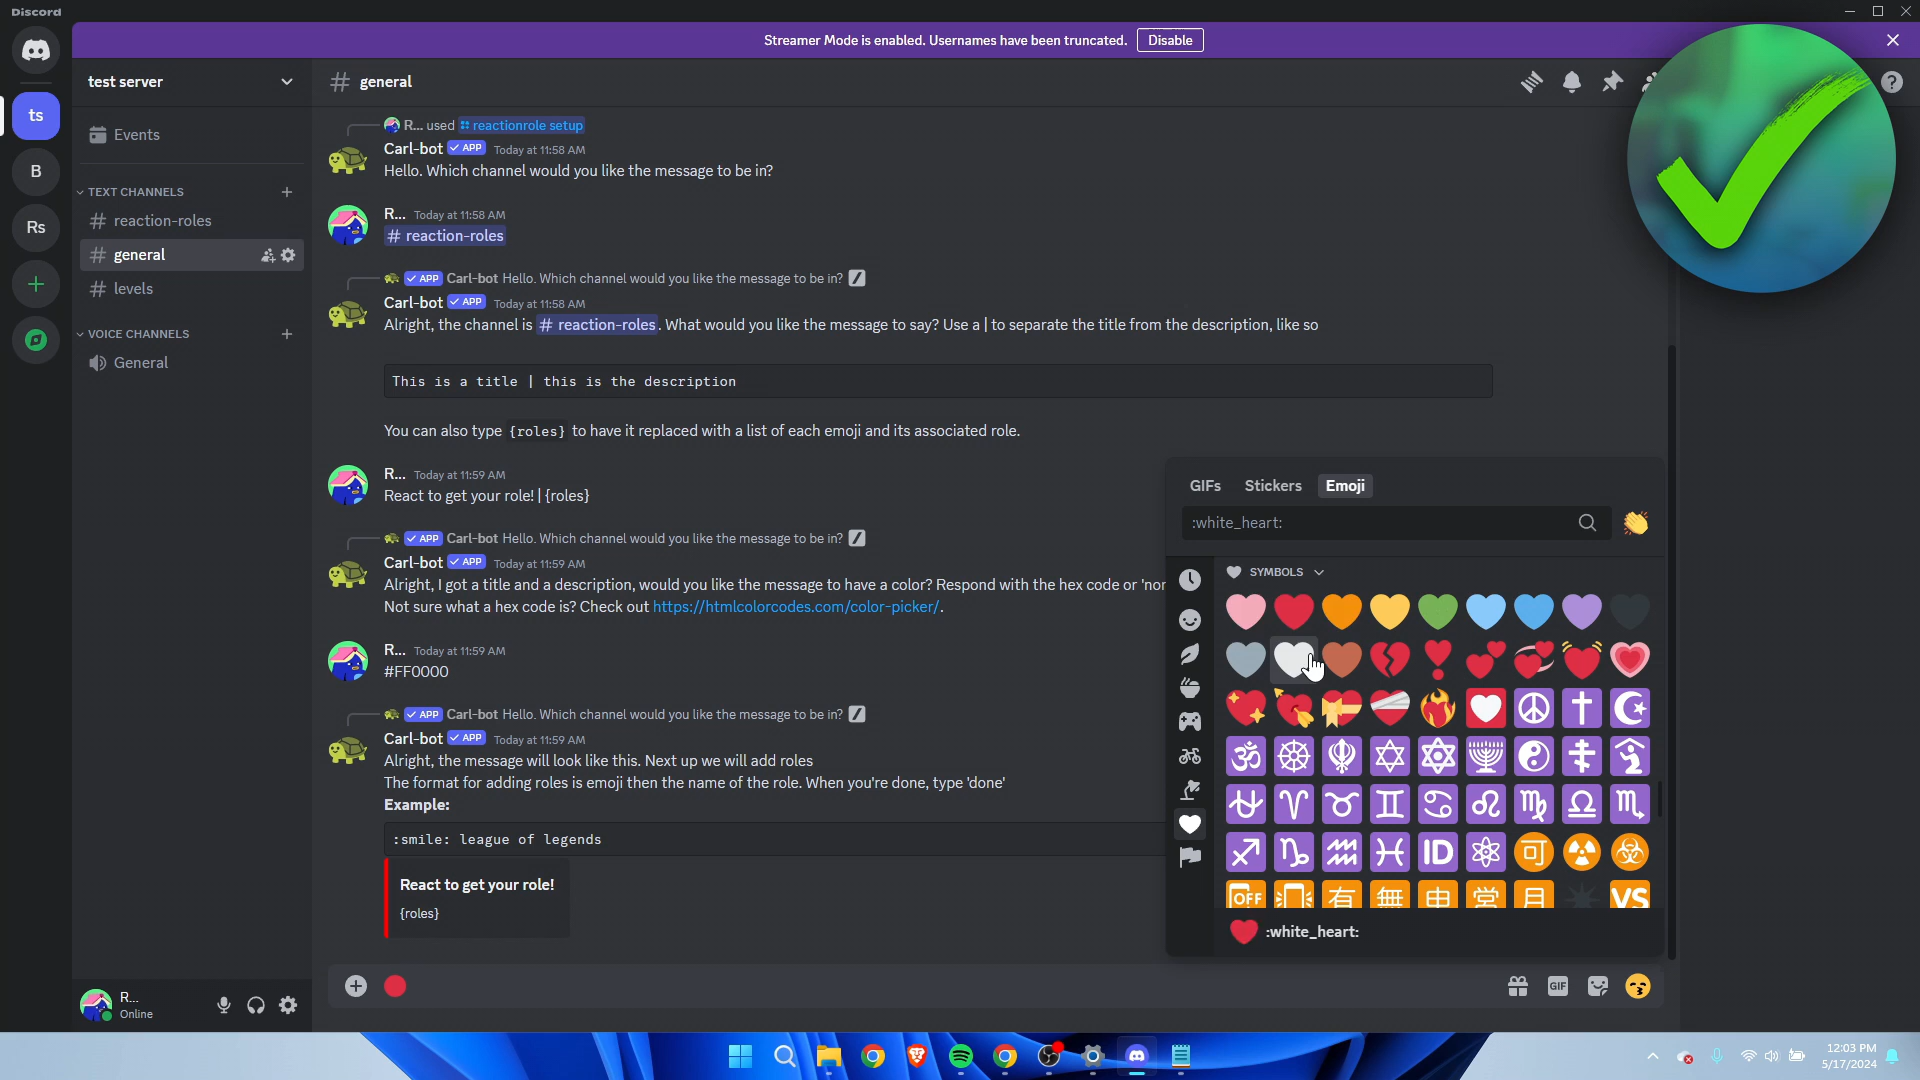 Discord
Streamer Mode is enabled. Usernames have been truncated. Disable
test server
# general
ts
Events
B
TEXT CHANNELS
# reaction-roles
Rs
# general
# levels
VOICE CHANNELS
General
R... used reactionrole setup
Carl-bot APP Today at 11:58 AM
Hello. Which channel would you like the message to be in?
R... Today at 11:58 AM
# reaction-roles
APP Carl-bot Hello. Which channel would you like the message to be in?
Carl-bot APP Today at 11:58 AM
Alright, the channel is # reaction-roles. What would you like the message to say? Use a | to separate the title from the description, like so
This is a title | this is the description
You can also type {roles} to have it replaced with a list of each emoji and its associated role.
R... Today at 11:59 AM
React to get your role! | {roles}
APP Carl-bot Hello. Which channel would you like the message to be in?
Carl-bot APP Today at 11:59 AM
Alright, I got a title and a description, would you like the message to have a color? Respond with the hex code or 'nor
Not sure what a hex code is? Check out https://htmlcolorcodes.com/color-picker/.
R... Today at 11:59 AM
#FF0000
APP Carl-bot Hello. Which channel would you like the message to be in?
Carl-bot APP Today at 11:59 AM
Alright, the message will look like this. Next up we will add roles
The format for adding roles is emoji then the name of the role. When you're done, type 'done'
Example:
:smile: league of legends
React to get your role!
{roles}
GIFs Stickers Emoji
:white_heart:
SYMBOLS
ID 可
OFF 有 無 申 営 月 VS
:white_heart:
GIF
R...
Online
12:03 PM
5/17/2024